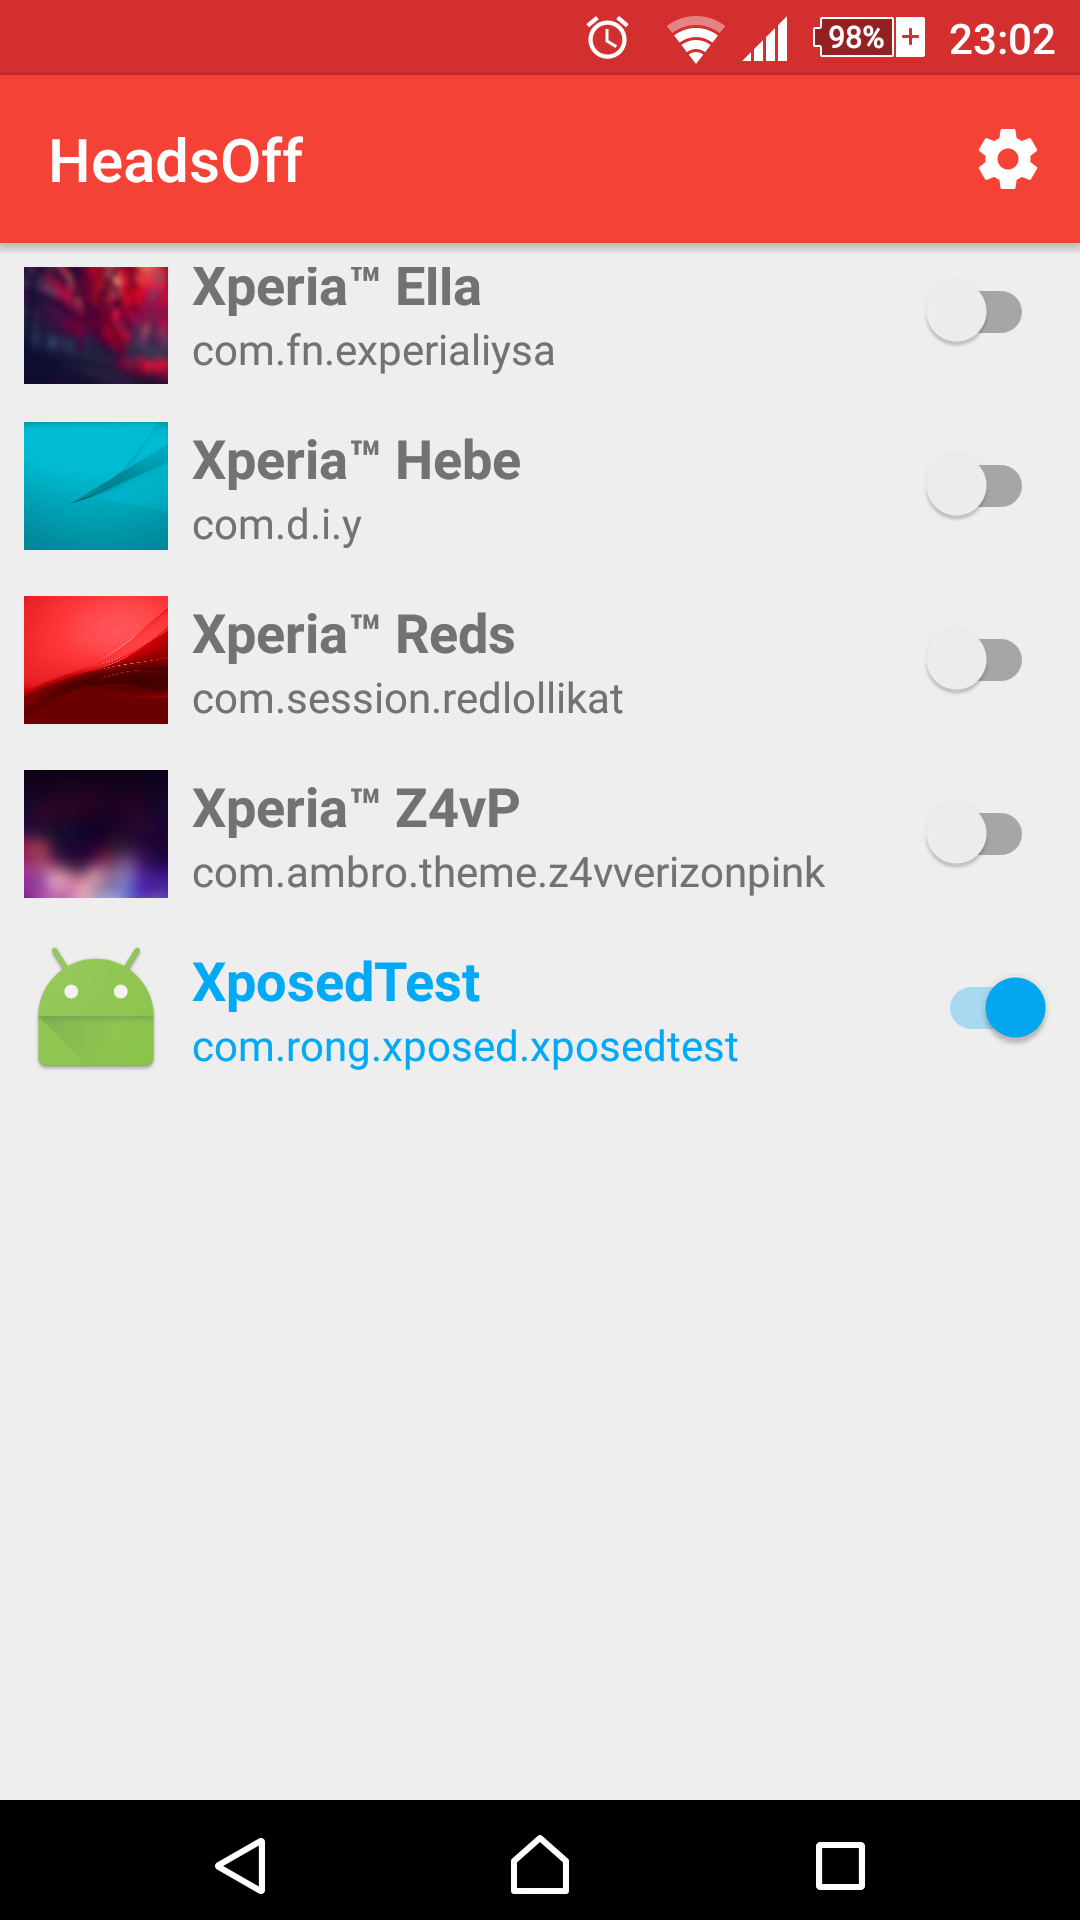 98% 23:02
HeadsOff
Xperia™ Ella
com.fn.experialiysa
Xperia™ Hebe
com.d.i.y
Xperia™ Reds
com.session.redlollikat
Xperia™ Z4vP
com.ambro.theme.z4vverizonpink
XposedTest
com.rong.xposed.xposedtest